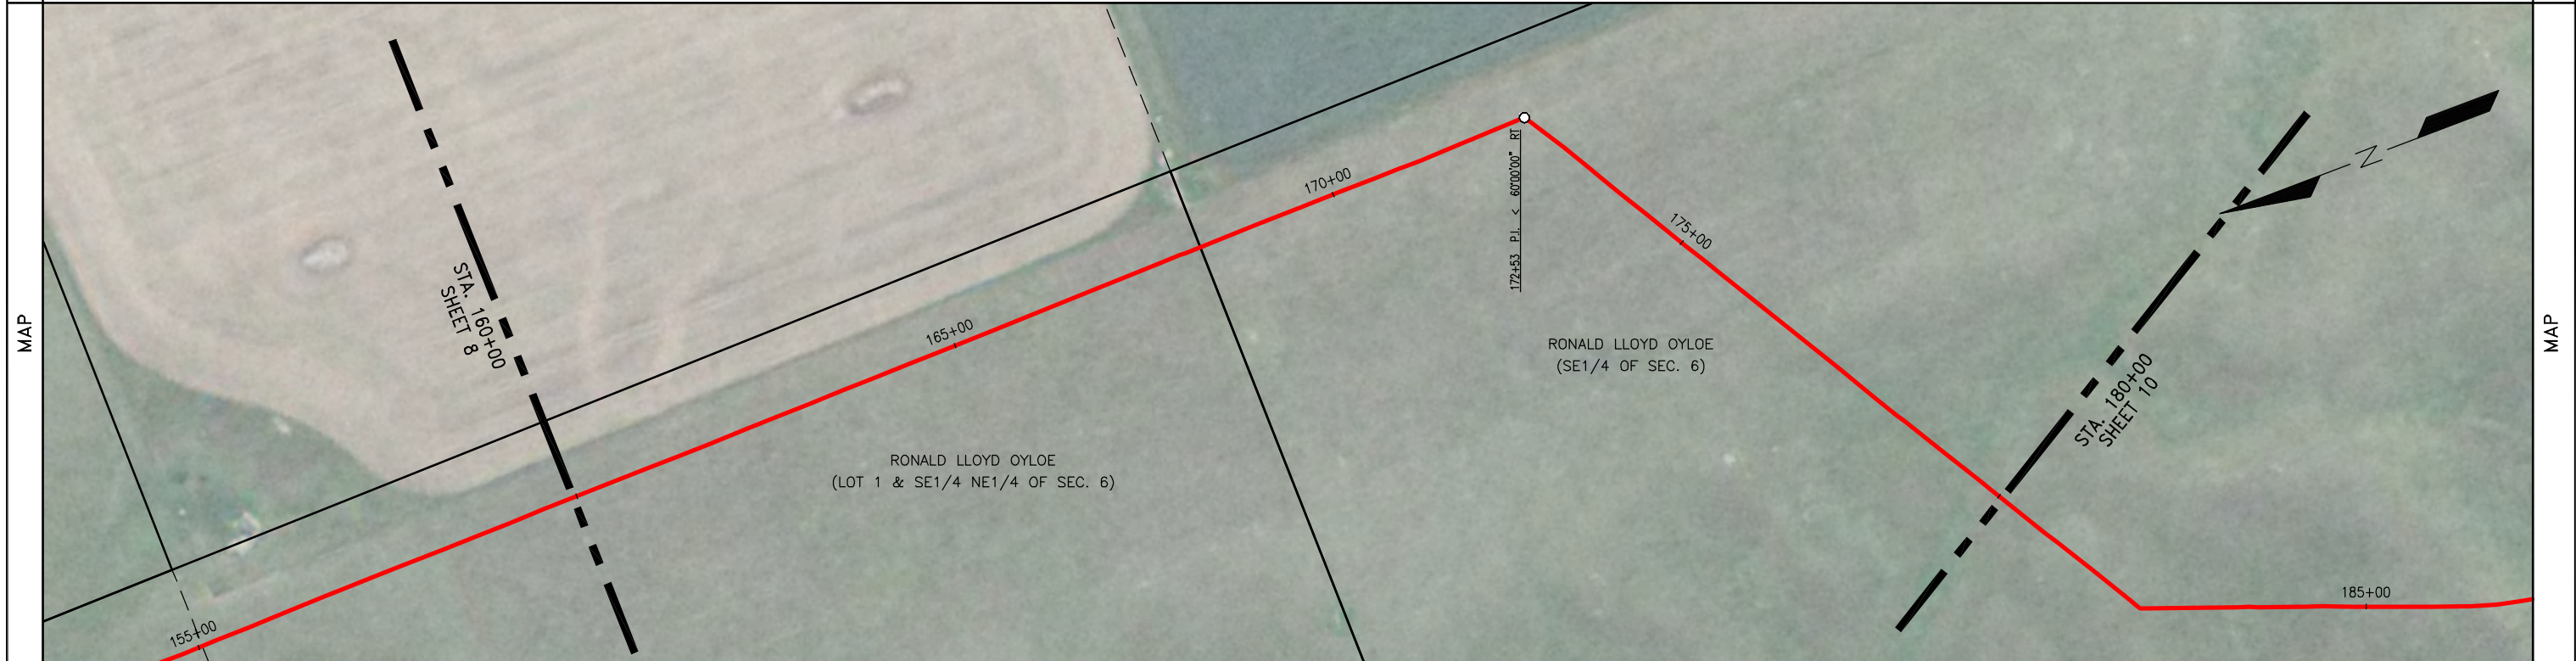 MAP
STA. 160+00
SHEET 8
155+00
165+00
170+00
172+53 P.I. < 60°00'00" RT
175+00
RONALD LLOYD OYLOE
(LOT 1 & SE1/4 NE1/4 OF SEC. 6)
RONALD LLOYD OYLOE
(SE1/4 OF SEC. 6)
STA. 180+00
SHEET 10
185+00
N
MAP